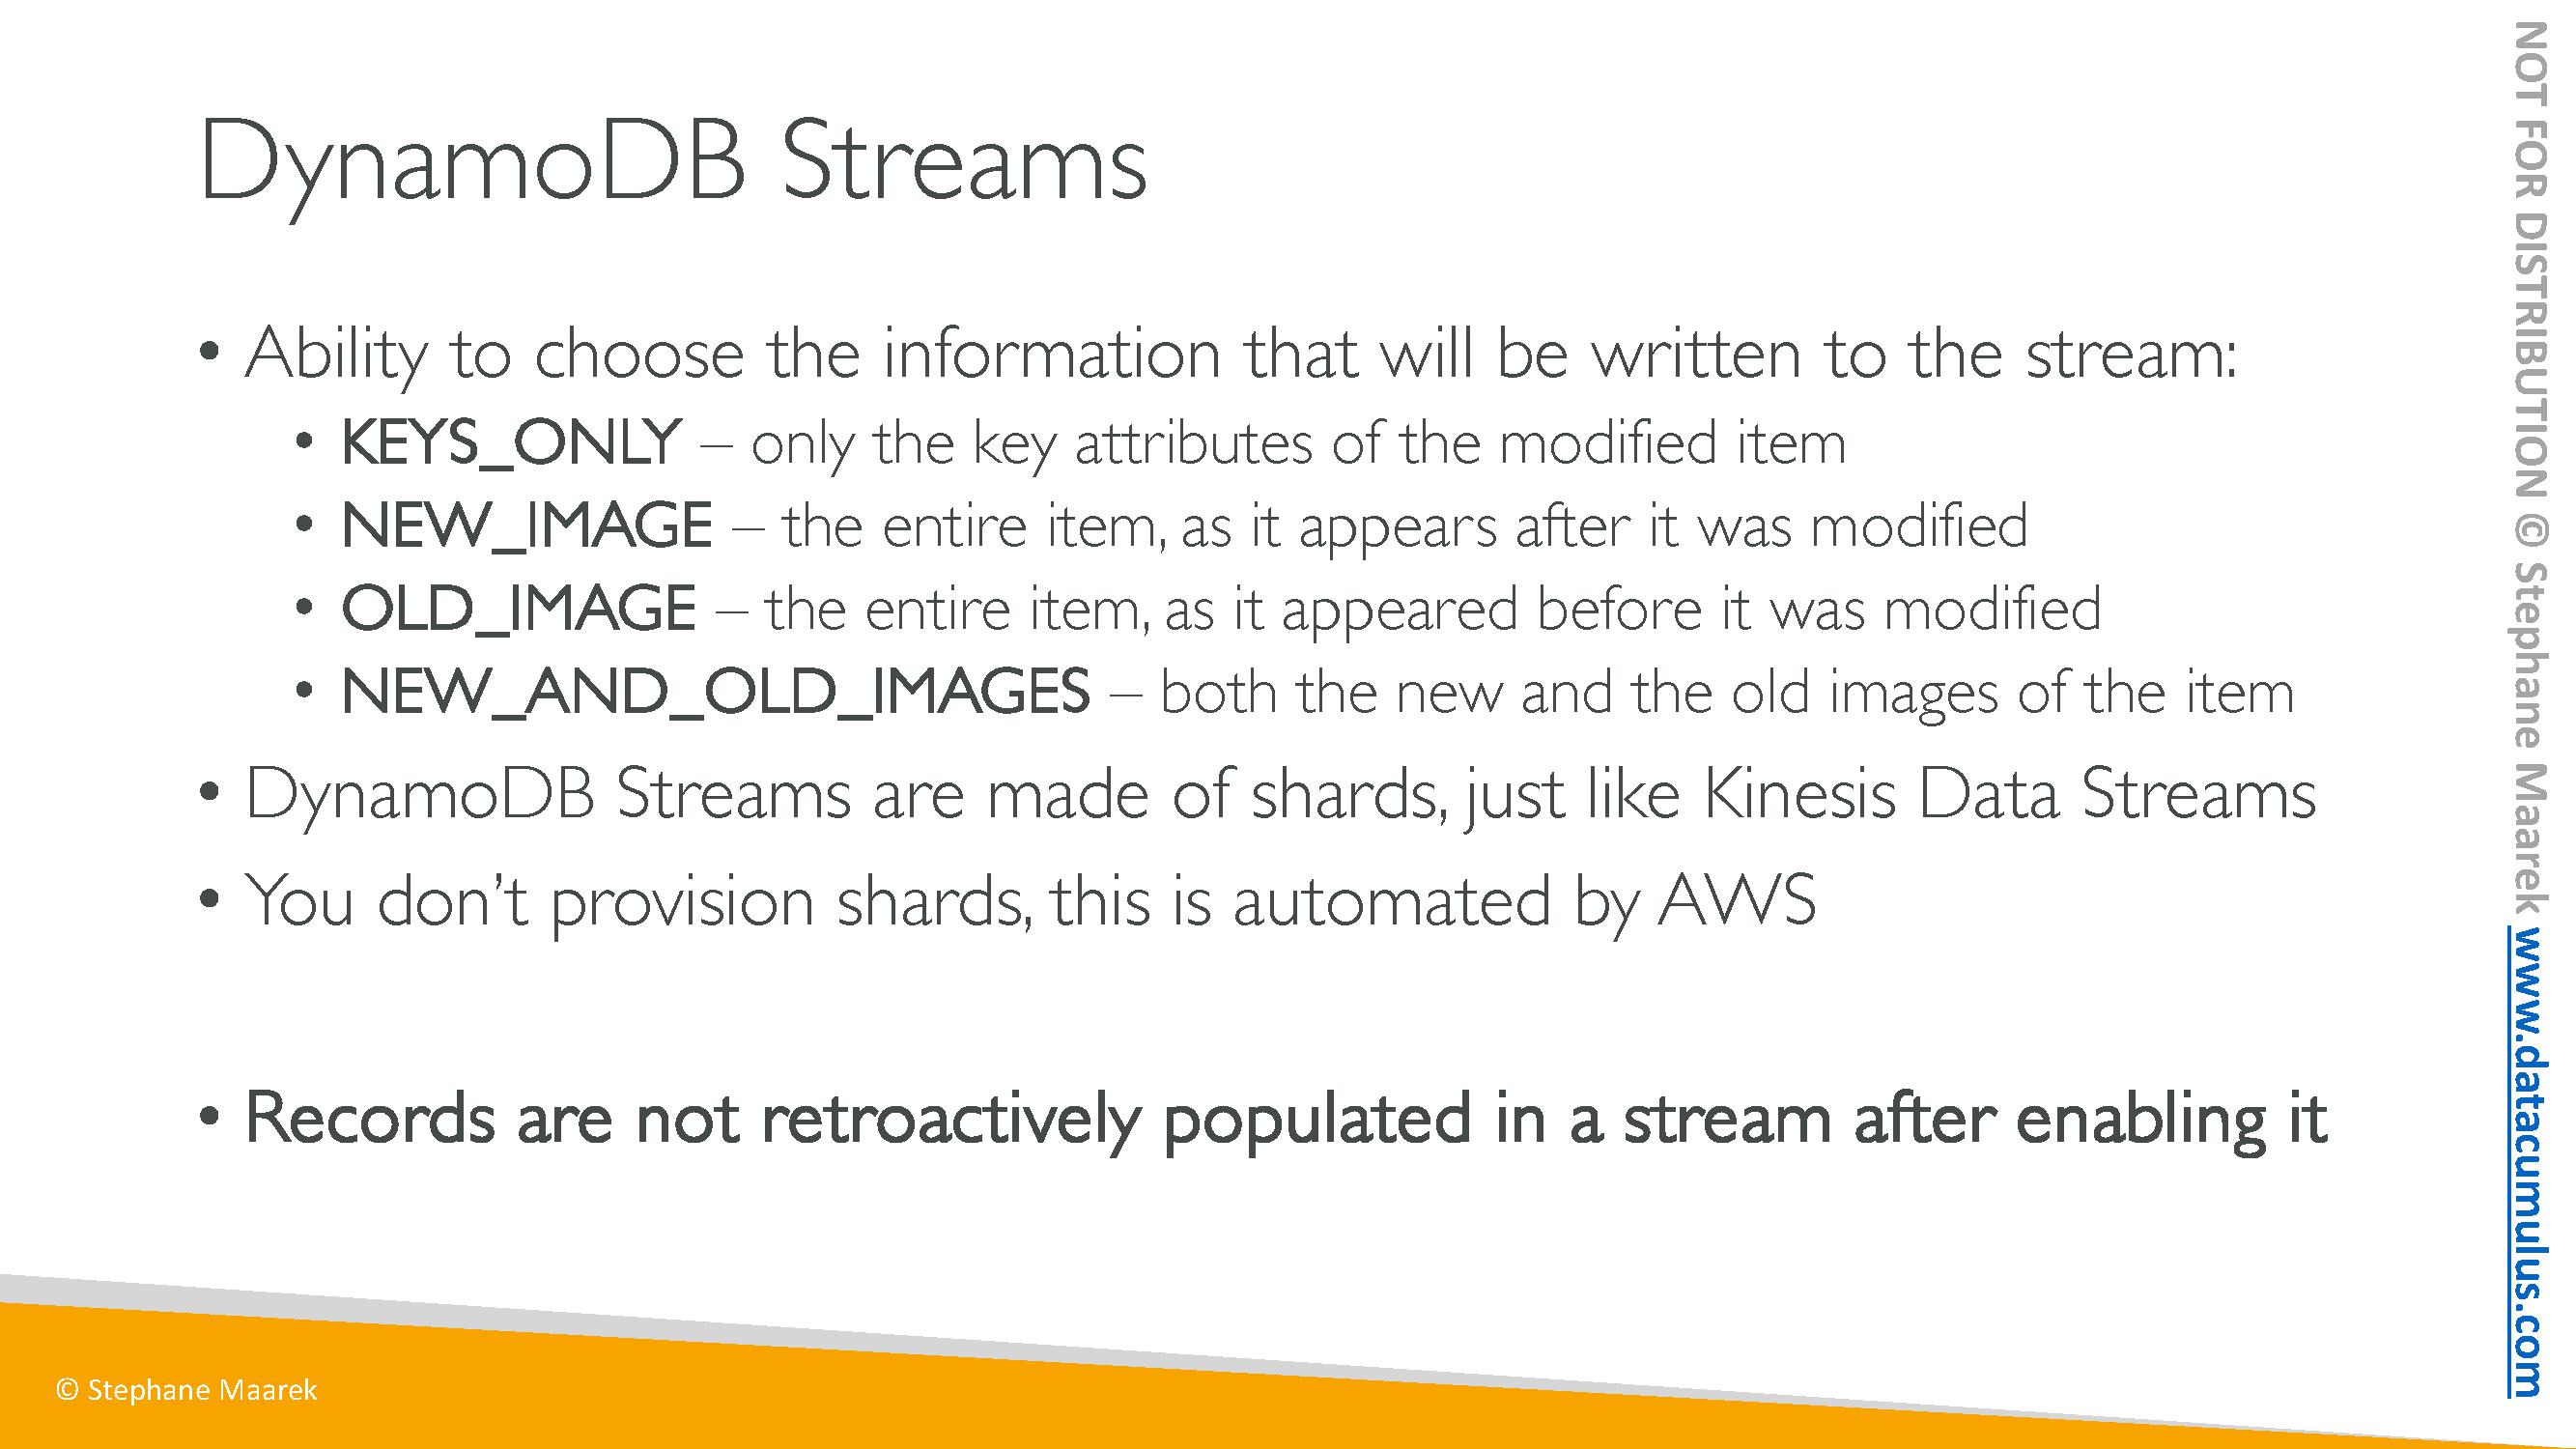 DynamoDB Streams
• Ability to choose the information that will be written to the stream:
• KEYS_ONLY – only the key attributes of the modified item
• NEW_IMAGE – the entire item, as it appears after it was modified
• OLD_IMAGE – the entire item, as it appeared before it was modified
• NEW_AND_OLD_IMAGES – both the new and the old images of the item
• DynamoDB Streams are made of shards, just like Kinesis Data Streams
• You don’t provision shards, this is automated by AWS
• Records are not retroactively populated in a stream after enabling it
© Stephane Maarek
NOT FOR DISTRIBUTION © Stephane Maarek www.datacumulus.com